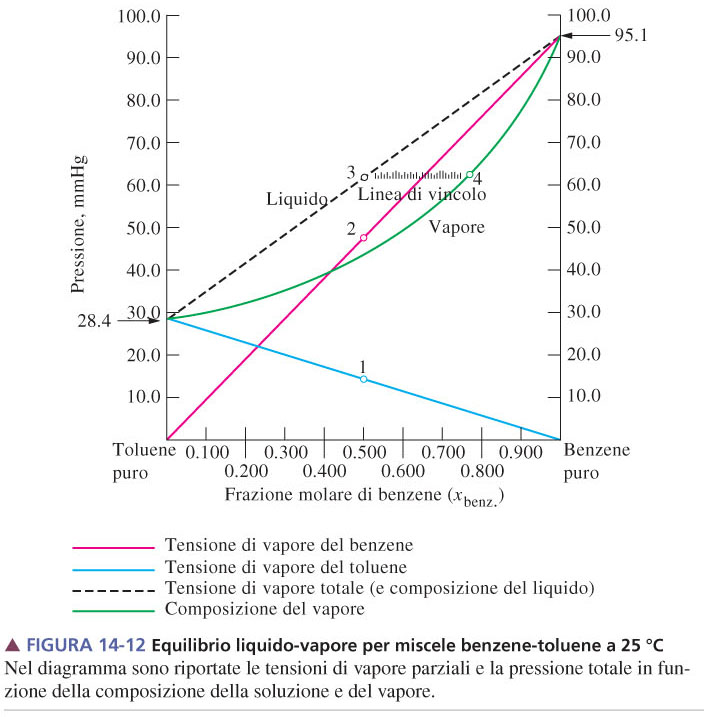 100.0
100.0
95.1
90.0
90.0
80.0
80.0
70.0
70.0
3
4
60.0
60.0
Liquido
Linea di vincolo
2
Vapore
50.0
50.0
Pressione, mmHg
40.0
40.0
30.0
30.0
28.4
20.0
20.0
1
10.0
10.0
Toluene puro
0.100
0.300
0.500
0.700
0.900
Benzene puro
0.200
0.400
0.600
0.800
Frazione molare di benzene (x benz.)
Tensione di vapore del benzene
Tensione di vapore del toluene
Tensione di vapore totale (e composizione del liquido)
Composizione del vapore
▲ FIGURA 14-12 Equilibrio liquido-vapore per miscele benzene-toluene a 25 °C
Nel diagramma sono riportate le tensioni di vapore parziali e la pressione totale in fun-
zione della composizione della soluzione e del vapore.